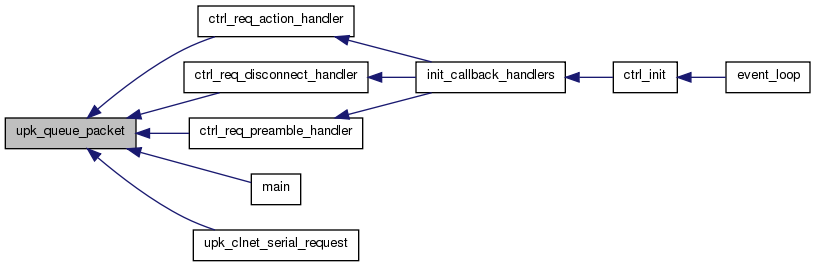 ctrl_req_action_handler
ctrl_req_disconnect_handler
init_callback_handlers
ctrl_init
event_loop
upk_queue_packet
ctrl_req_preamble_handler
main
upk_clnet_serial_request